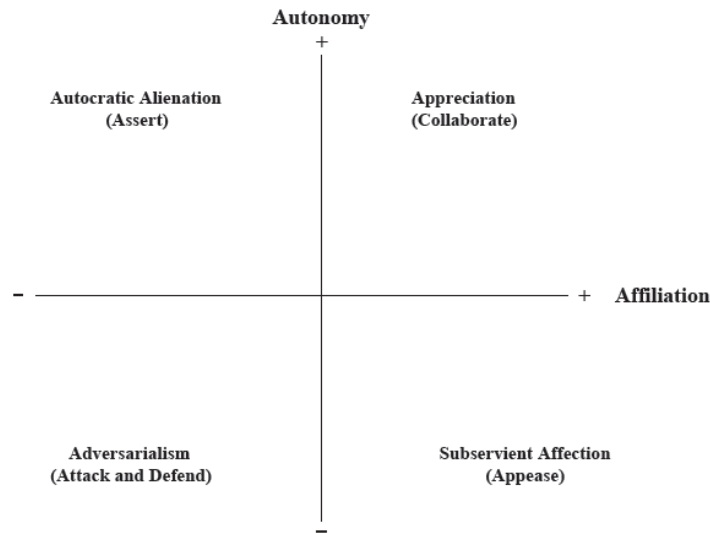 Autonomy
+
Autocratic Alienation
(Assert)
Appreciation
(Collaborate)
-
+ Affiliation
Adversarialism
(Attack and Defend)
Subservient Affection
(Appease)
-